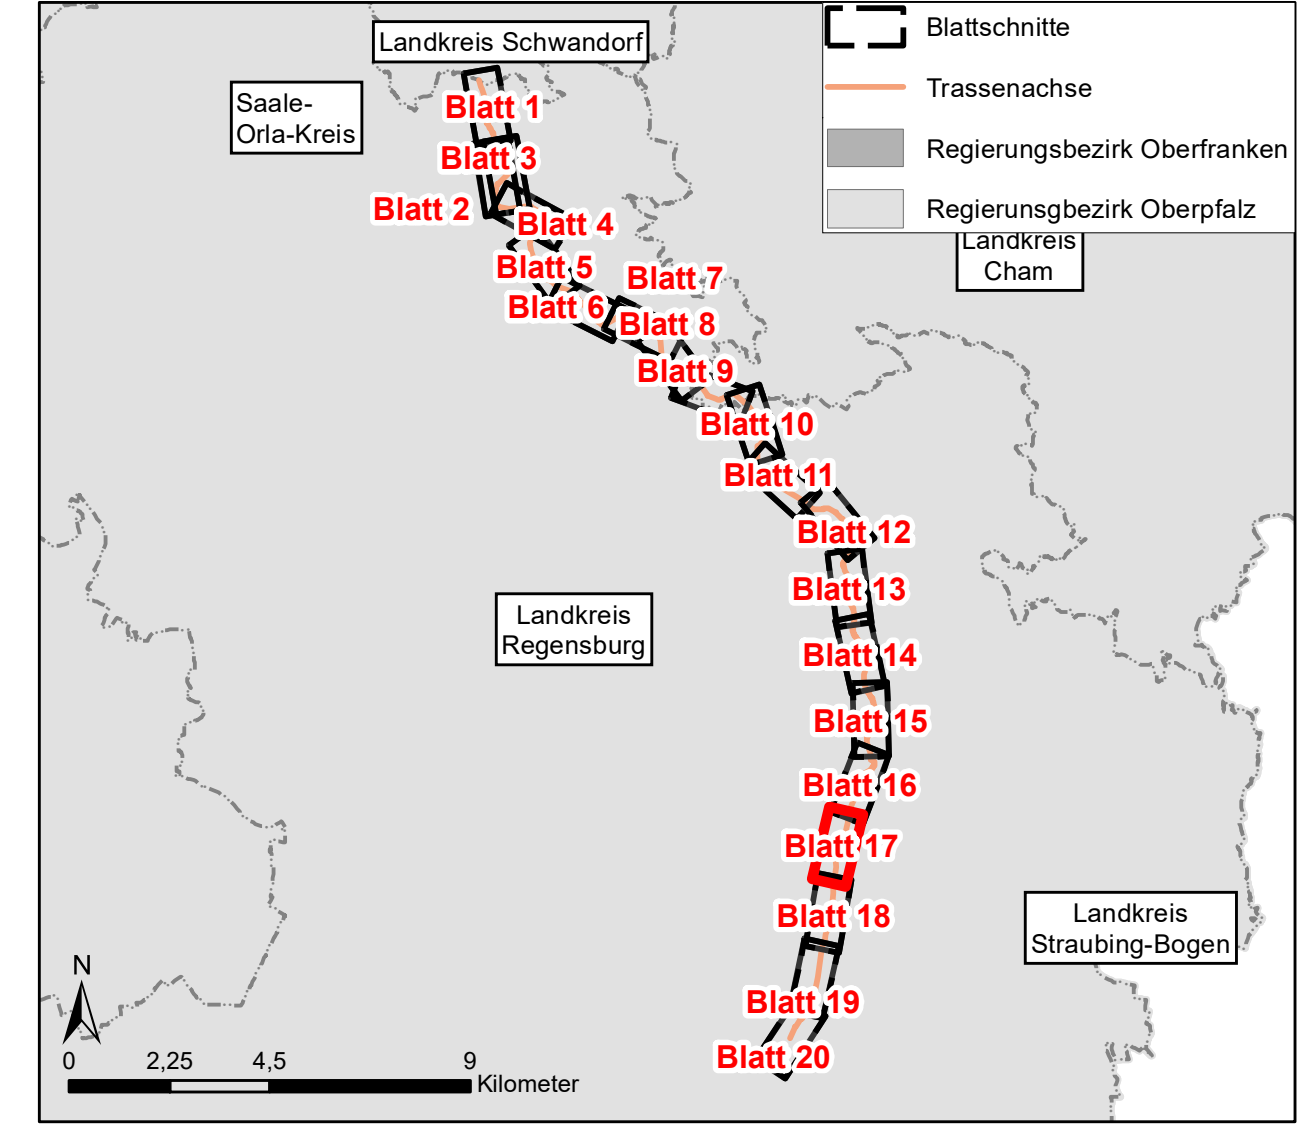 Landkreis Schwandorf
Saale-
Orla-Kreis
Blattschnitte
Trassenachse
Regierungsbezirk Oberfranken
Regierunsgbezirk Oberpfalz
Landkreis
Cham
Blatt 1
Blatt 3
Blatt 2
Blatt 4
Blatt 5
Blatt 7
Blatt 6
Blatt 8
Blatt 9
Blatt 10
Blatt 11
Blatt 12
Blatt 13
Landkreis
Regensburg
Blatt 14
Blatt 15
Blatt 16
Blatt 17
Blatt 18
Landkreis
Straubing-Bogen
Blatt 19
Blatt 20
N
0 2,25 4,5 9
Kilometer